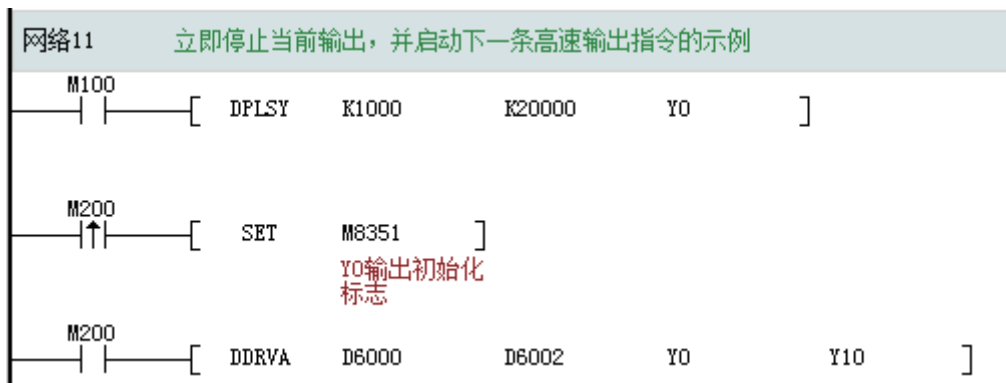 网络11 立即停止当前输出，并启动下一条高速输出指令的示例
M100
[ DPLSY K1000 K20000 Y0 ]
M200
[ SET M8351 ]
Y0输出初始化
标志
M200
[ DDRVA D6000 D6002 Y0 Y10 ]